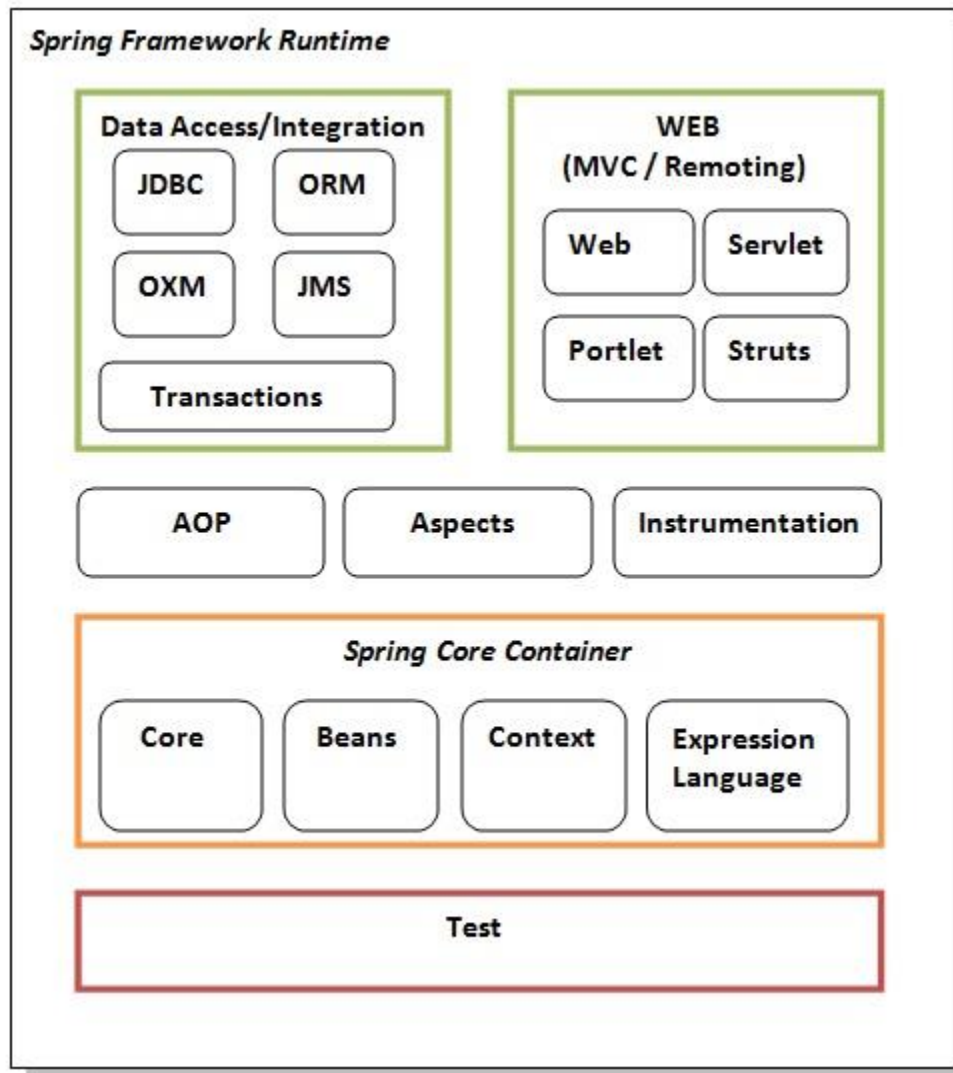 Spring Framework Runtime
Data Access/Integration
JDBC
ORM
OXM
JMS
Transactions
WEB
(MVC / Remoting)
Web
Servlet
Portlet
Struts
AOP
Aspects
Instrumentation
Spring Core Container
Core
Beans
Context
Expression
Language
Test